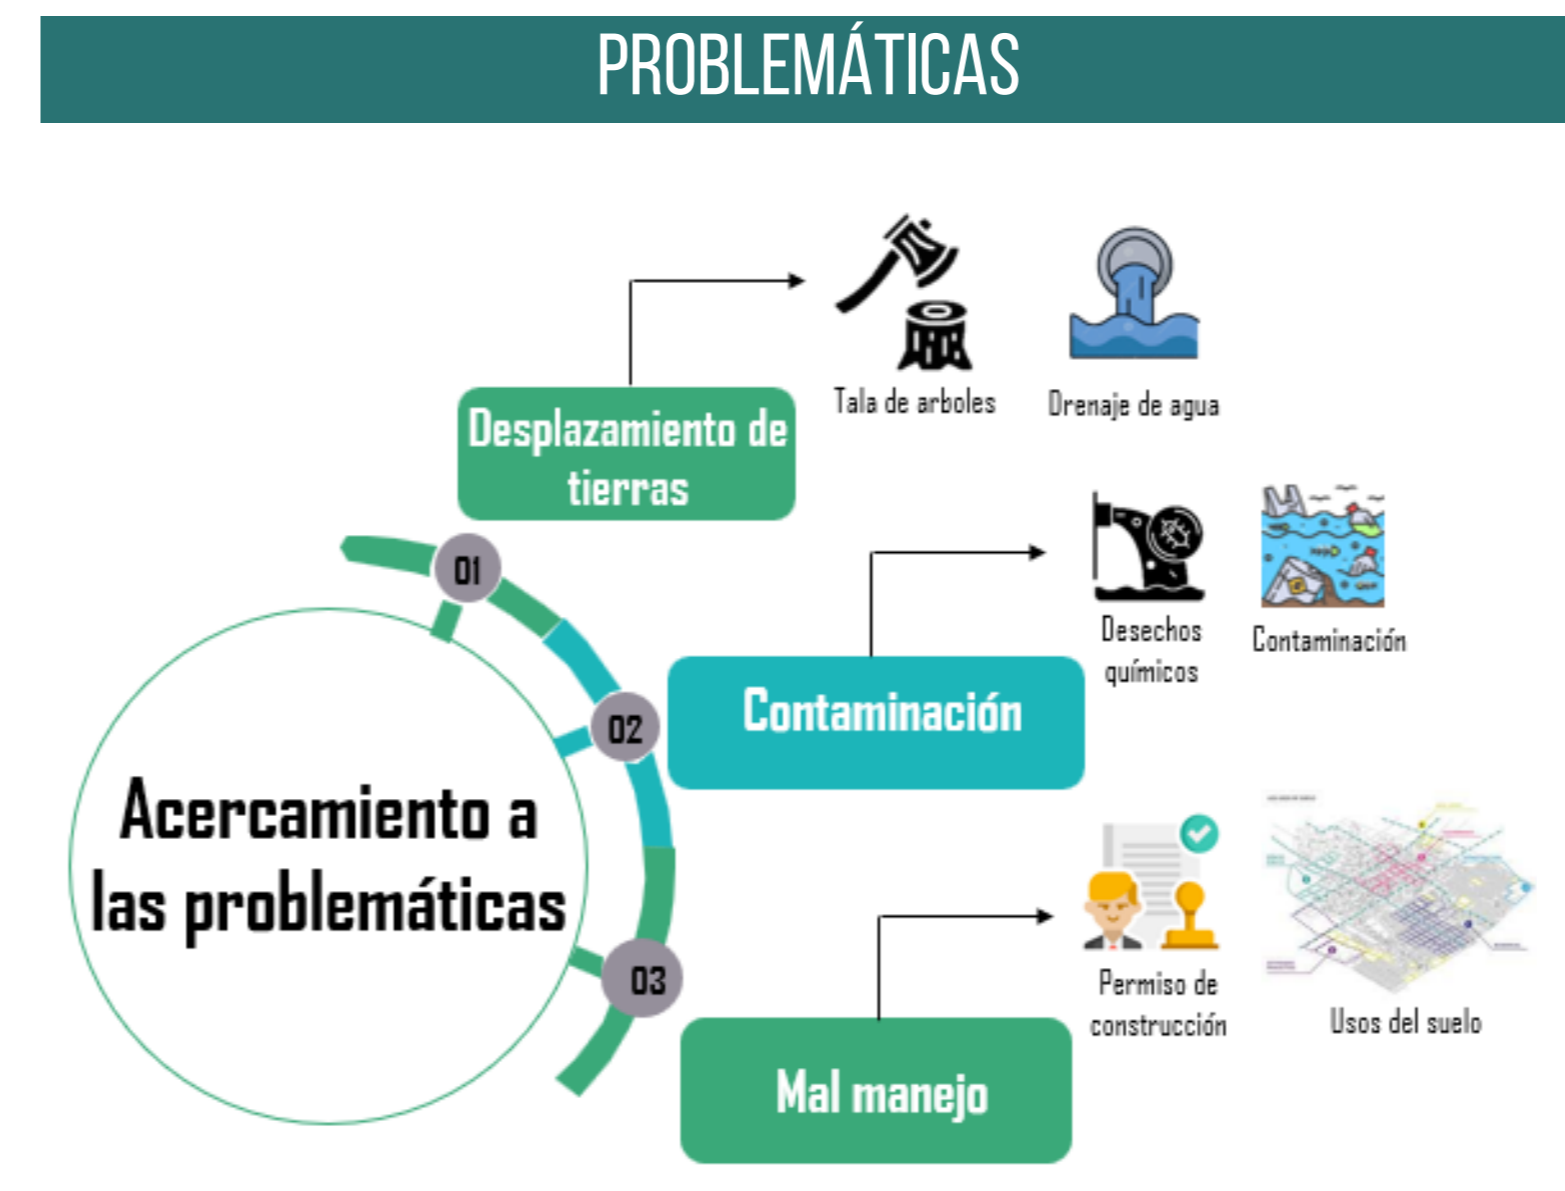 PROBLEMÁTICAS
Tala de arboles
Drenaje de agua
Desplazamiento de
tierras
01
Desechos
químicos
Contaminación
02
Contaminación
Acercamiento a
las problemáticas
03
Permiso de
construcción
Usos del suelo
Mal manejo